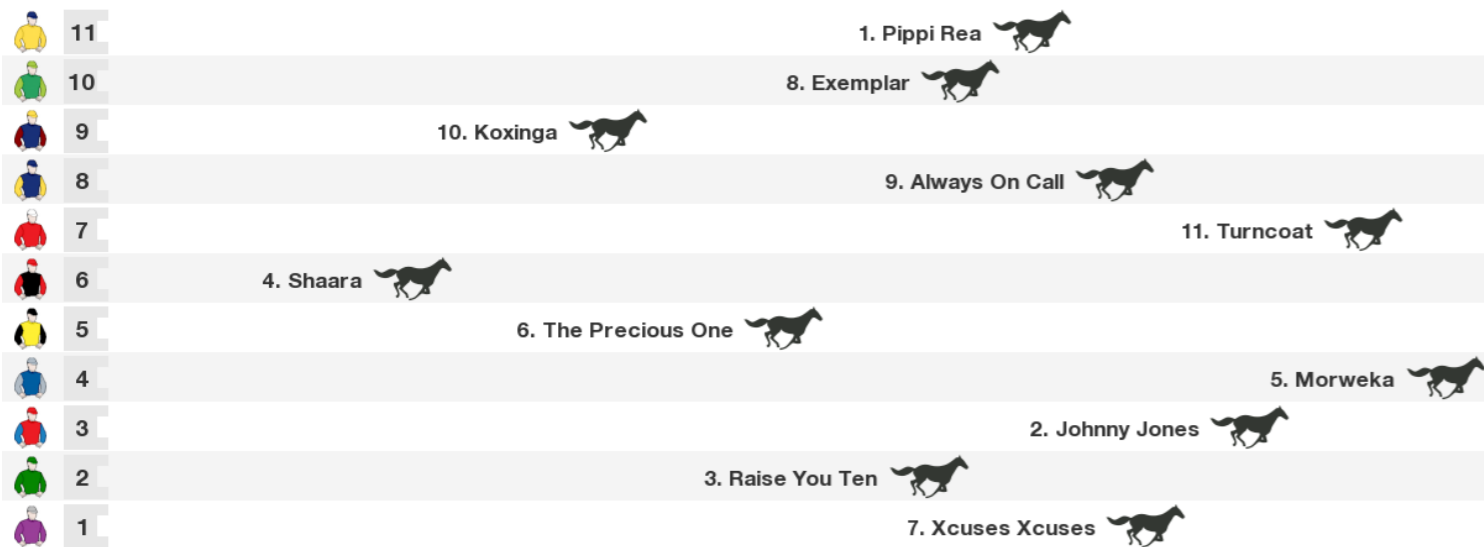 11 1. Pippi Rea
10 8. Exemplar
9 10. Koxinga
8 9. Always On Call
7 11. Turncoat
6 4. Shaara
5 6. The Precious One
4 5. Morweka
3 2. Johnny Jones
2 3. Raise You Ten
1 7. Xcuses Xcuses